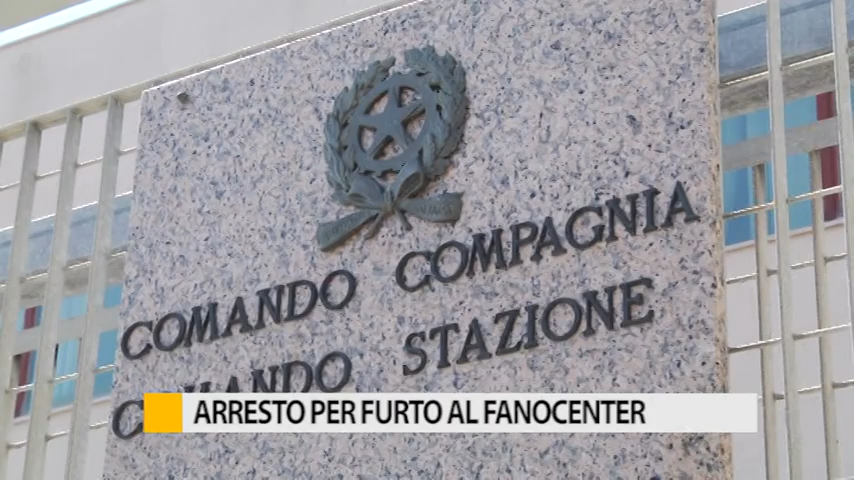 COMANDO COMPAGNIA
COMANDO STAZIONE
ARRESTO PER FURTO AL FANOCENTER